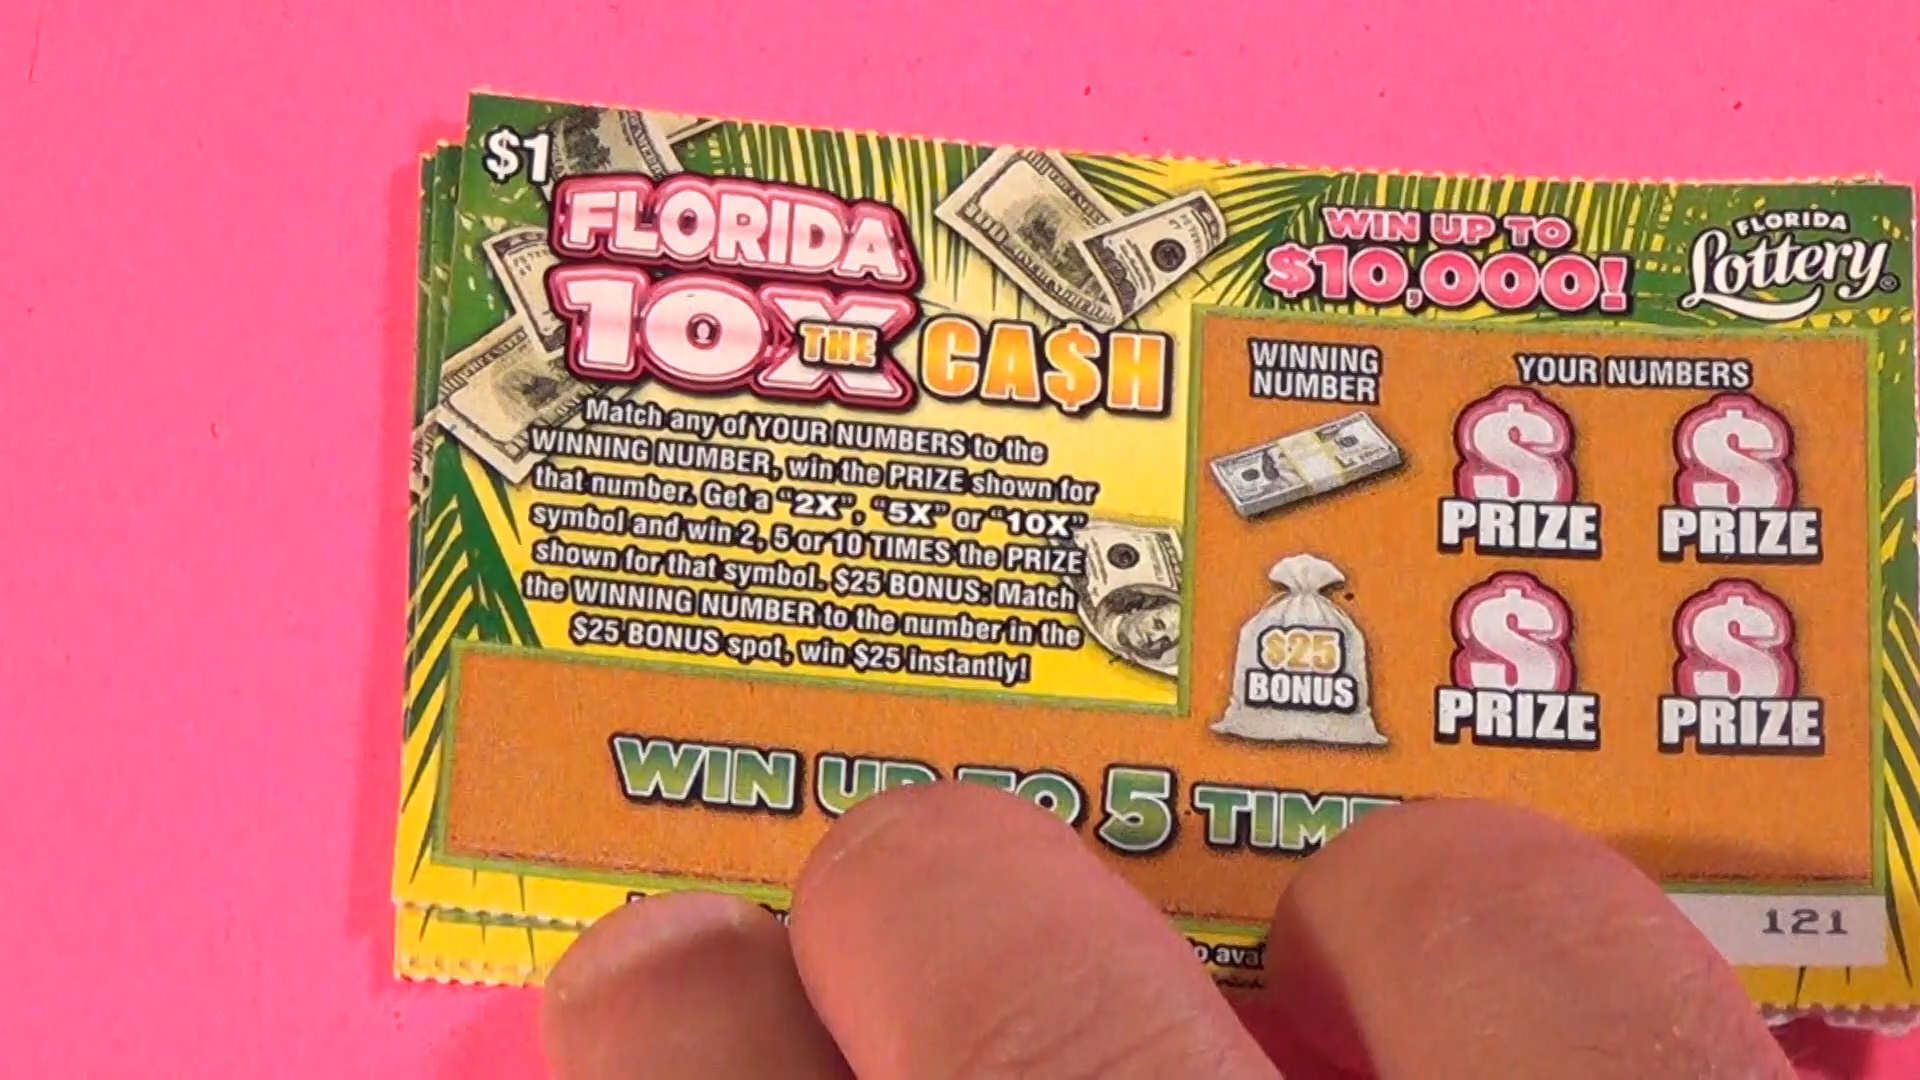 $1
FLORIDA
10X THE CA$H
Match any of YOUR NUMBERS to the
WINNING NUMBER, win the PRIZE shown for
that number. Get a "2X", "5X" or "10X"
symbol and win 2, 5 or 10 TIMES the PRIZE
shown for that symbol. $25 BONUS: Match
the WINNING NUMBER to the number in the
$25 BONUS spot, win $25 instantly!
WIN UP TO
$10,000!
FLORIDA
Lottery®
WINNING
NUMBER
YOUR NUMBERS
$ $
PRIZE PRIZE
$25
BONUS
$ $
PRIZE PRIZE
WIN UP TO 5
121